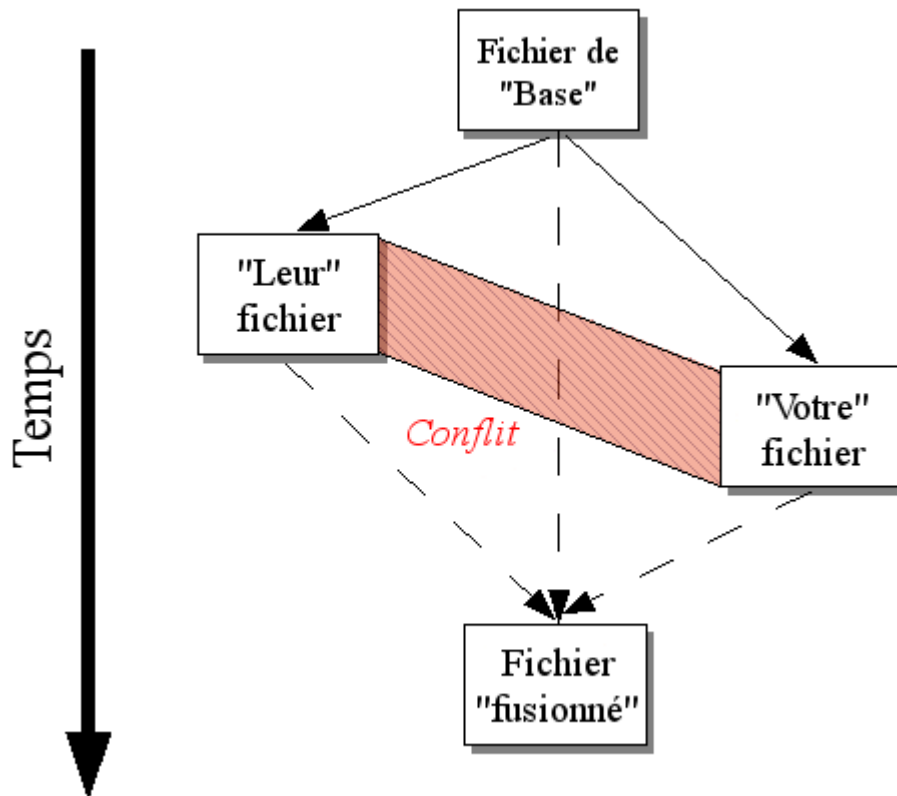 Fichier de
"Base"
"Leur"
fichier
Temps
"Votre"
fichier
Conflit
Fichier
"fusionné"